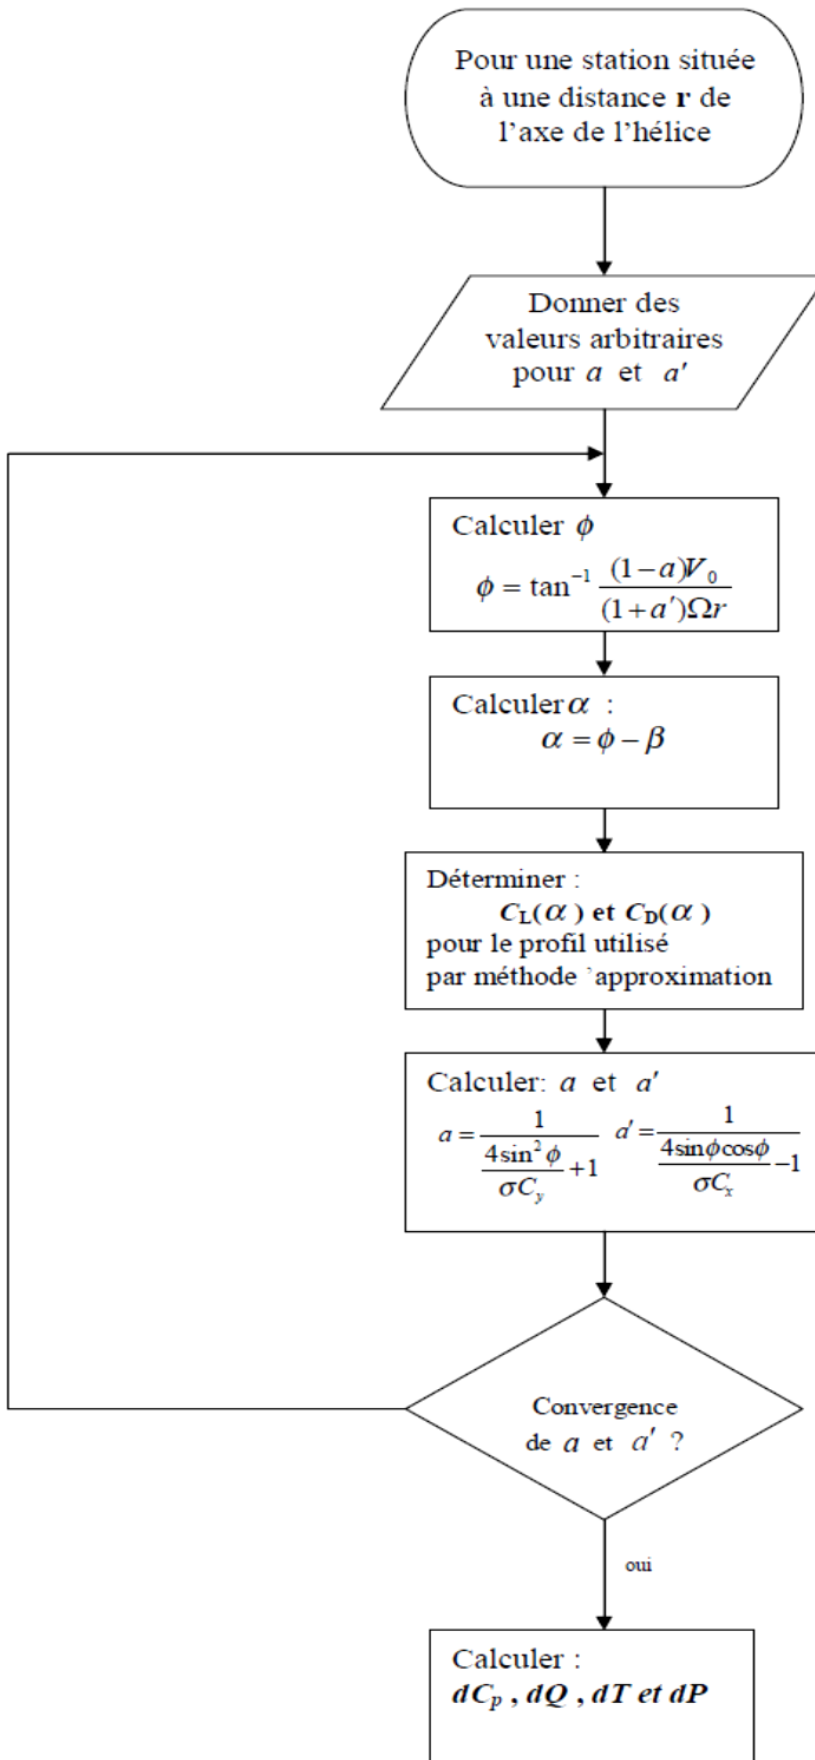 Pour une station située
à une distance r de
l'axe de l'hélice
Donner des
valeurs arbitraires
pour a et a′
Calculer ϕ
ϕ = tan⁻¹ (1−a)V₀ / (1+a′)Ωr
Calculer α :
α = ϕ − β
Déterminer :
C_L(α) et C_D(α)
pour le profil utilisé
par méthode 'approximation
Calculer: a et a′
a = 1 / (4sin²ϕ / σC_y + 1) a′ = 1 / (4sinϕcosϕ / σC_x − 1)
Convergence
de a et a′ ?
oui
Calculer :
dC_p , dQ , dT et dP